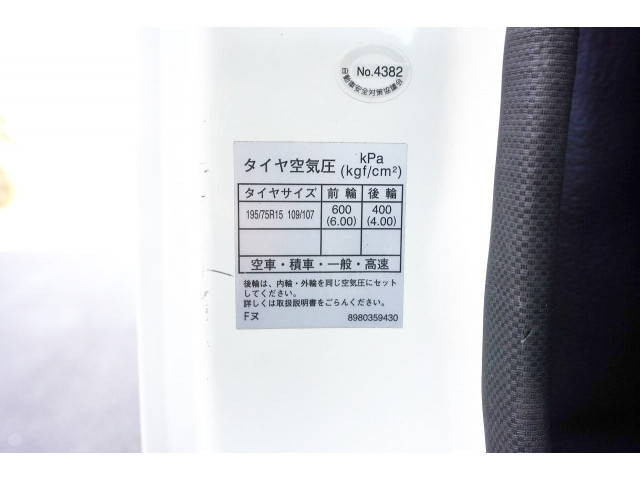 No.4382
自動車安全対策協議会
タイヤ空気圧 kPa (kgf/cm²)
タイヤサイズ 前輪 後輪
195/75R15 109/107 600 (6.00) 400 (4.00)
空車・積車・一般・高速
後輪は、内輪・外輪を同じ空気圧にセット
してください。
詳しくは取扱説明書をごらんください。
Fヌ 8980359430